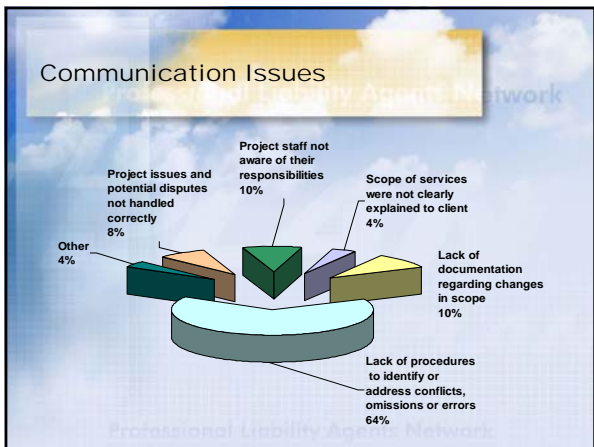 Communication Issues
Professional Liability Agents Network
Project staff not
aware of their
responsibilities
10%
Project issues and
potential disputes
not handled
correctly
8%
Scope of services
were not clearly
explained to client
4%
Other
4%
Lack of
documentation
regarding changes
in scope
10%
Lack of procedures
to identify or
address conflicts,
omissions or errors
64%
Professional Liability Agents Network